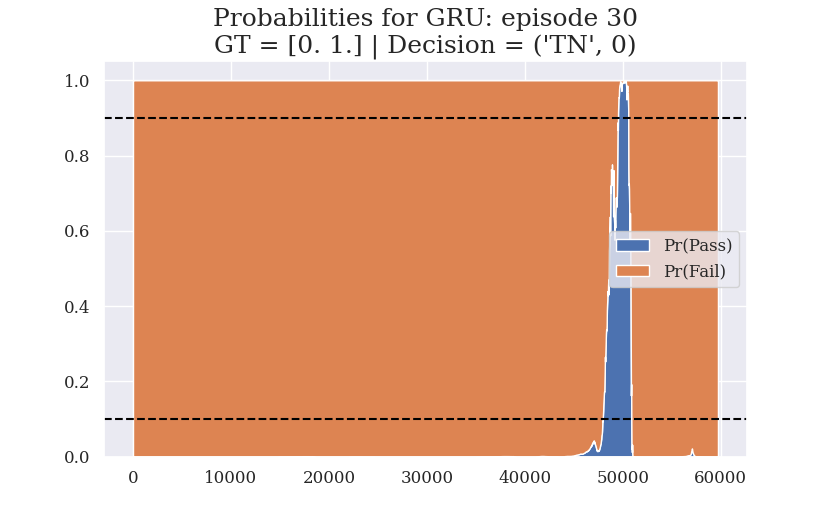 Probabilities for GRU: episode 30
GT = [0. 1.] | Decision = ('TN', 0)
1.0
0.8
0.6
0.4
0.2
0.0
Pr(Pass)
Pr(Fail)
0 10000 20000 30000 40000 50000 60000